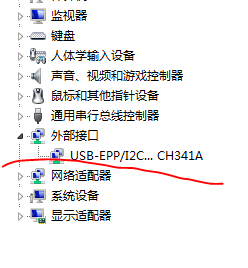 监视器
键盘
人体学输入设备
声音、视频和游戏控制器
鼠标和其他指针设备
通用串行总线控制器
外部接口
USB-EPP/I2C... CH341A
网络适配器
系统设备
显示适配器